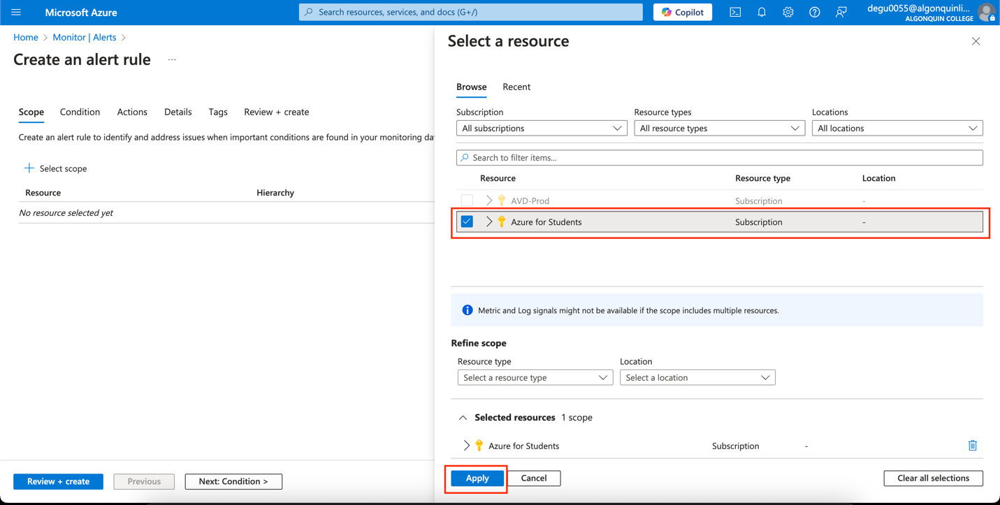 Microsoft Azure
Search resources, services, and docs (G+/)
Copilot
degu0055@algonquinli...
ALGONQUIN COLLEGE
Home > Monitor | Alerts >
Create an alert rule ...
Scope Condition Actions Details Tags Review + create
Create an alert rule to identify and address issues when important conditions are found in your monitoring da
+ Select scope
Resource Hierarchy
No resource selected yet
Review + create Previous Next: Condition >
Select a resource
Browse Recent
Subscription Resource types Locations
All subscriptions All resource types All locations
Search to filter items...
Resource Resource type Location
AVD-Prod Subscription -
Azure for Students Subscription -
Metric and Log signals might not be available if the scope includes multiple resources.
Refine scope
Resource type Location
Select a resource type Select a location
Selected resources 1 scope
Azure for Students Subscription -
Apply Cancel Clear all selections